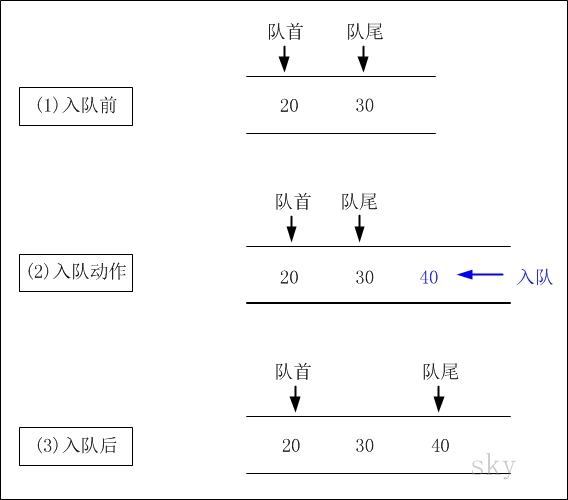 队首 队尾
(1)入队前
20 30
队首 队尾
(2)入队动作
20 30 40 入队
队首 队尾
(3)入队后
20 30 40
sky